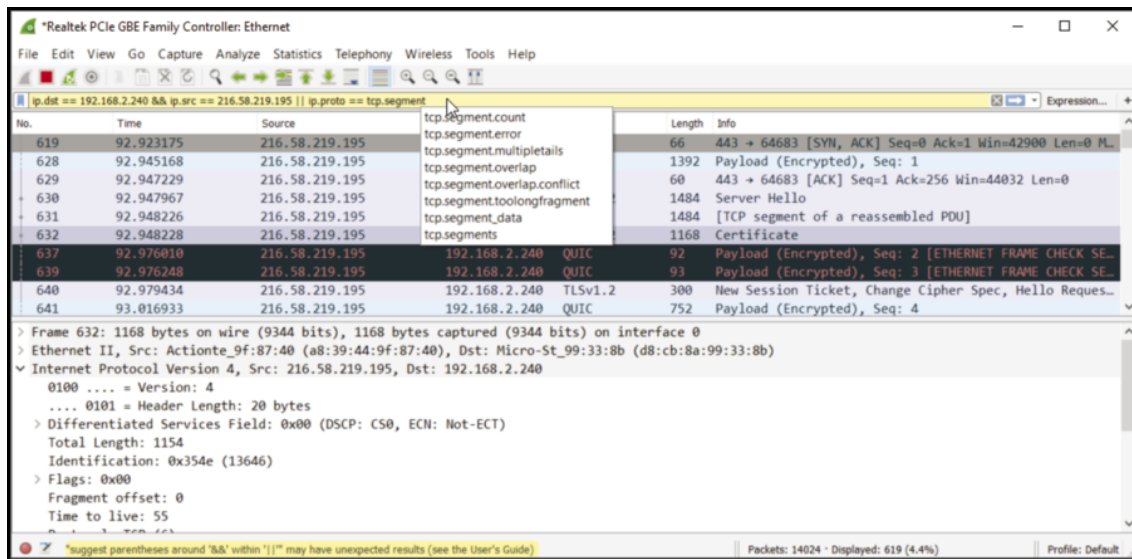 *Realtek PCIe GBE Family Controller: Ethernet
File Edit View Go Capture Analyze Statistics Telephony Wireless Tools Help
ip.dst == 192.168.2.240 && ip.src == 216.58.219.195 || ip.proto == tcp.segment Expression... +
tcp.segment.count
tcp.segment.error
tcp.segment.multipletails
tcp.segment.overlap
tcp.segment.overlap.conflict
tcp.segment.toolongfragment
tcp.segment_data
tcp.segments
No. Time Source Length Info
619 92.923175 216.58.219.195 66 443 → 64683 [SYN, ACK] Seq=0 Ack=1 Win=42900 Len=0 M…
628 92.945168 216.58.219.195 1392 Payload (Encrypted), Seq: 1
629 92.947229 216.58.219.195 60 443 → 64683 [ACK] Seq=1 Ack=256 Win=44032 Len=0
630 92.947967 216.58.219.195 1484 Server Hello
631 92.948226 216.58.219.195 1484 [TCP segment of a reassembled PDU]
632 92.948228 216.58.219.195 1168 Certificate
637 92.976010 216.58.219.195 192.168.2.240 QUIC 92 Payload (Encrypted), Seq: 2 [ETHERNET FRAME CHECK SE…
639 92.976248 216.58.219.195 192.168.2.240 QUIC 93 Payload (Encrypted), Seq: 3 [ETHERNET FRAME CHECK SE…
640 92.979434 216.58.219.195 192.168.2.240 TLSv1.2 300 New Session Ticket, Change Cipher Spec, Hello Reques…
641 93.016933 216.58.219.195 192.168.2.240 QUIC 752 Payload (Encrypted), Seq: 4
Frame 632: 1168 bytes on wire (9344 bits), 1168 bytes captured (9344 bits) on interface 0
Ethernet II, Src: Actionte_9f:87:40 (a8:39:44:9f:87:40), Dst: Micro-St_99:33:8b (d8:cb:8a:99:33:8b)
Internet Protocol Version 4, Src: 216.58.219.195, Dst: 192.168.2.240
0100 .... = Version: 4
.... 0101 = Header Length: 20 bytes
Differentiated Services Field: 0x00 (DSCP: CS0, ECN: Not-ECT)
Total Length: 1154
Identification: 0x354e (13646)
Flags: 0x00
Fragment offset: 0
Time to live: 55
"suggest parentheses around '&&' within '||'" may have unexpected results (see the User's Guide) Packets: 14024 · Displayed: 619 (4.4%) Profile: Default